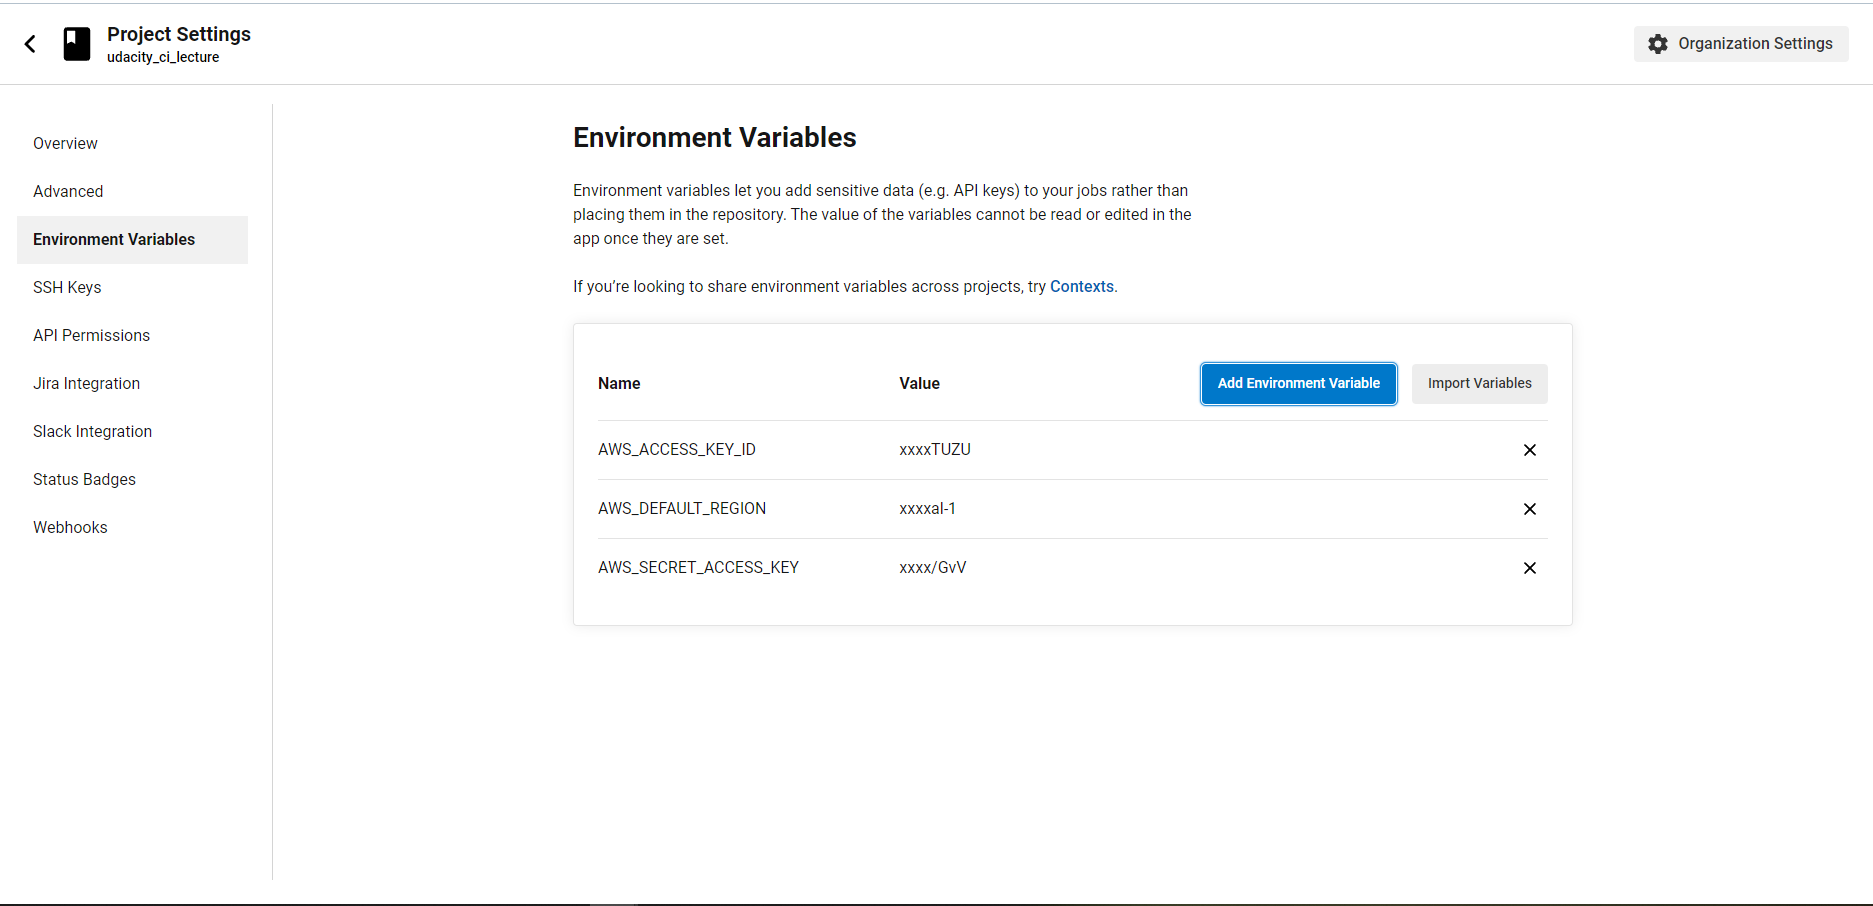 Project Settings
udacity_ci_lecture
Organization Settings
Overview
Advanced
Environment Variables
SSH Keys
API Permissions
Jira Integration
Slack Integration
Status Badges
Webhooks
Environment Variables
Environment variables let you add sensitive data (e.g. API keys) to your jobs rather than
placing them in the repository. The value of the variables cannot be read or edited in the
app once they are set.
If you’re looking to share environment variables across projects, try Contexts.
Name Value Add Environment Variable Import Variables
AWS_ACCESS_KEY_ID xxxxTUZU
AWS_DEFAULT_REGION xxxxal-1
AWS_SECRET_ACCESS_KEY xxxx/GvV